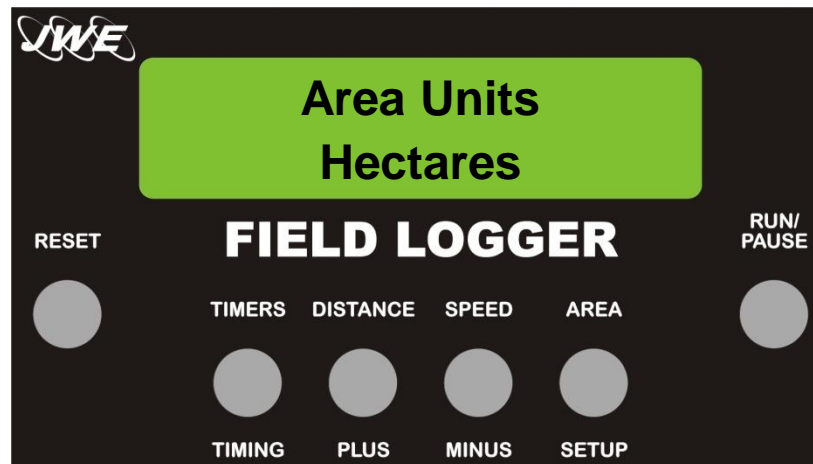 JWE
Area Units
Hectares
FIELD LOGGER
RESET
RUN/
PAUSE
TIMERS DISTANCE SPEED AREA
TIMING PLUS MINUS SETUP